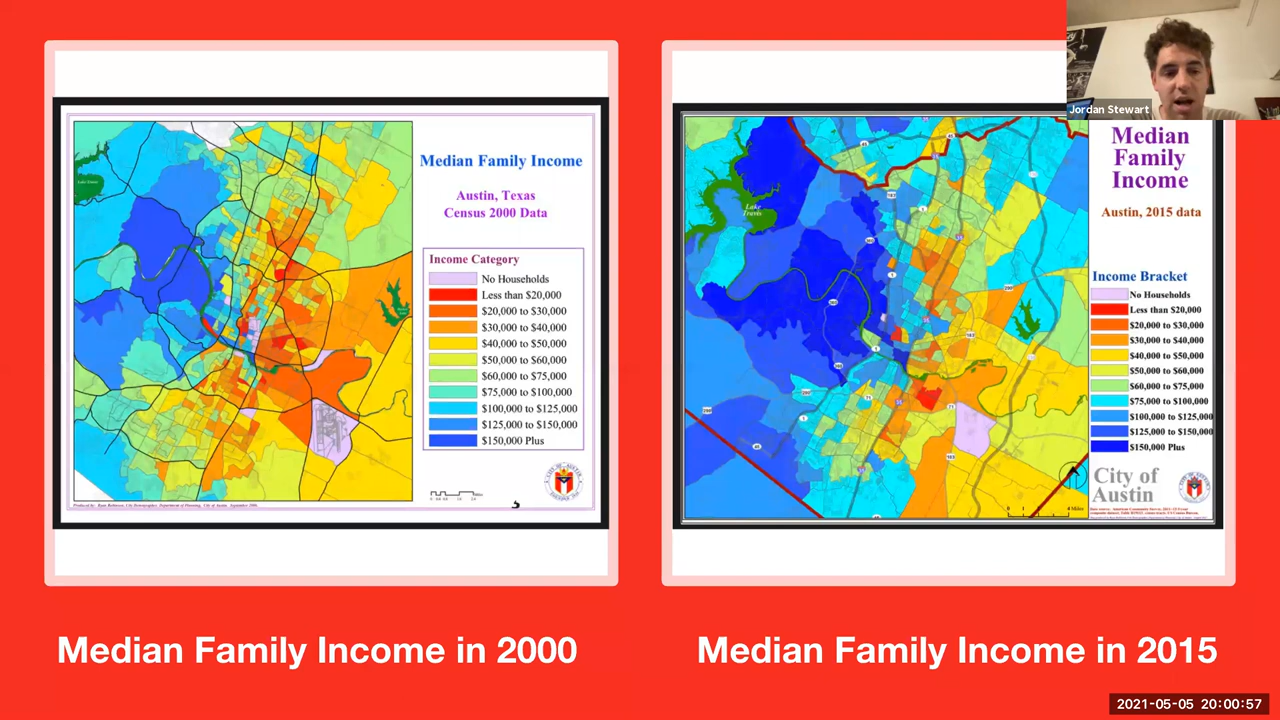 Jordan Stewart
Median Family Income
Austin, Texas
Census 2000 Data
Income Category
No Households
Less than $20,000
$20,000 to $30,000
$30,000 to $40,000
$40,000 to $50,000
$50,000 to $60,000
$60,000 to $75,000
$75,000 to $100,000
$100,000 to $125,000
$125,000 to $150,000
$150,000 Plus
Median
Family
Income
Austin, 2015 data
Lake
Travis
Income Bracket
No Households
Less than $20,000
$20,000 to $30,000
$30,000 to $40,000
$40,000 to $50,000
$50,000 to $60,000
$60,000 to $75,000
$75,000 to $100,000
$100,000 to $125,000
$125,000 to $150,000
$150,000 Plus
City of
Austin
4 Miles
Median Family Income in 2000
Median Family Income in 2015
2021-05-05 20:00:57